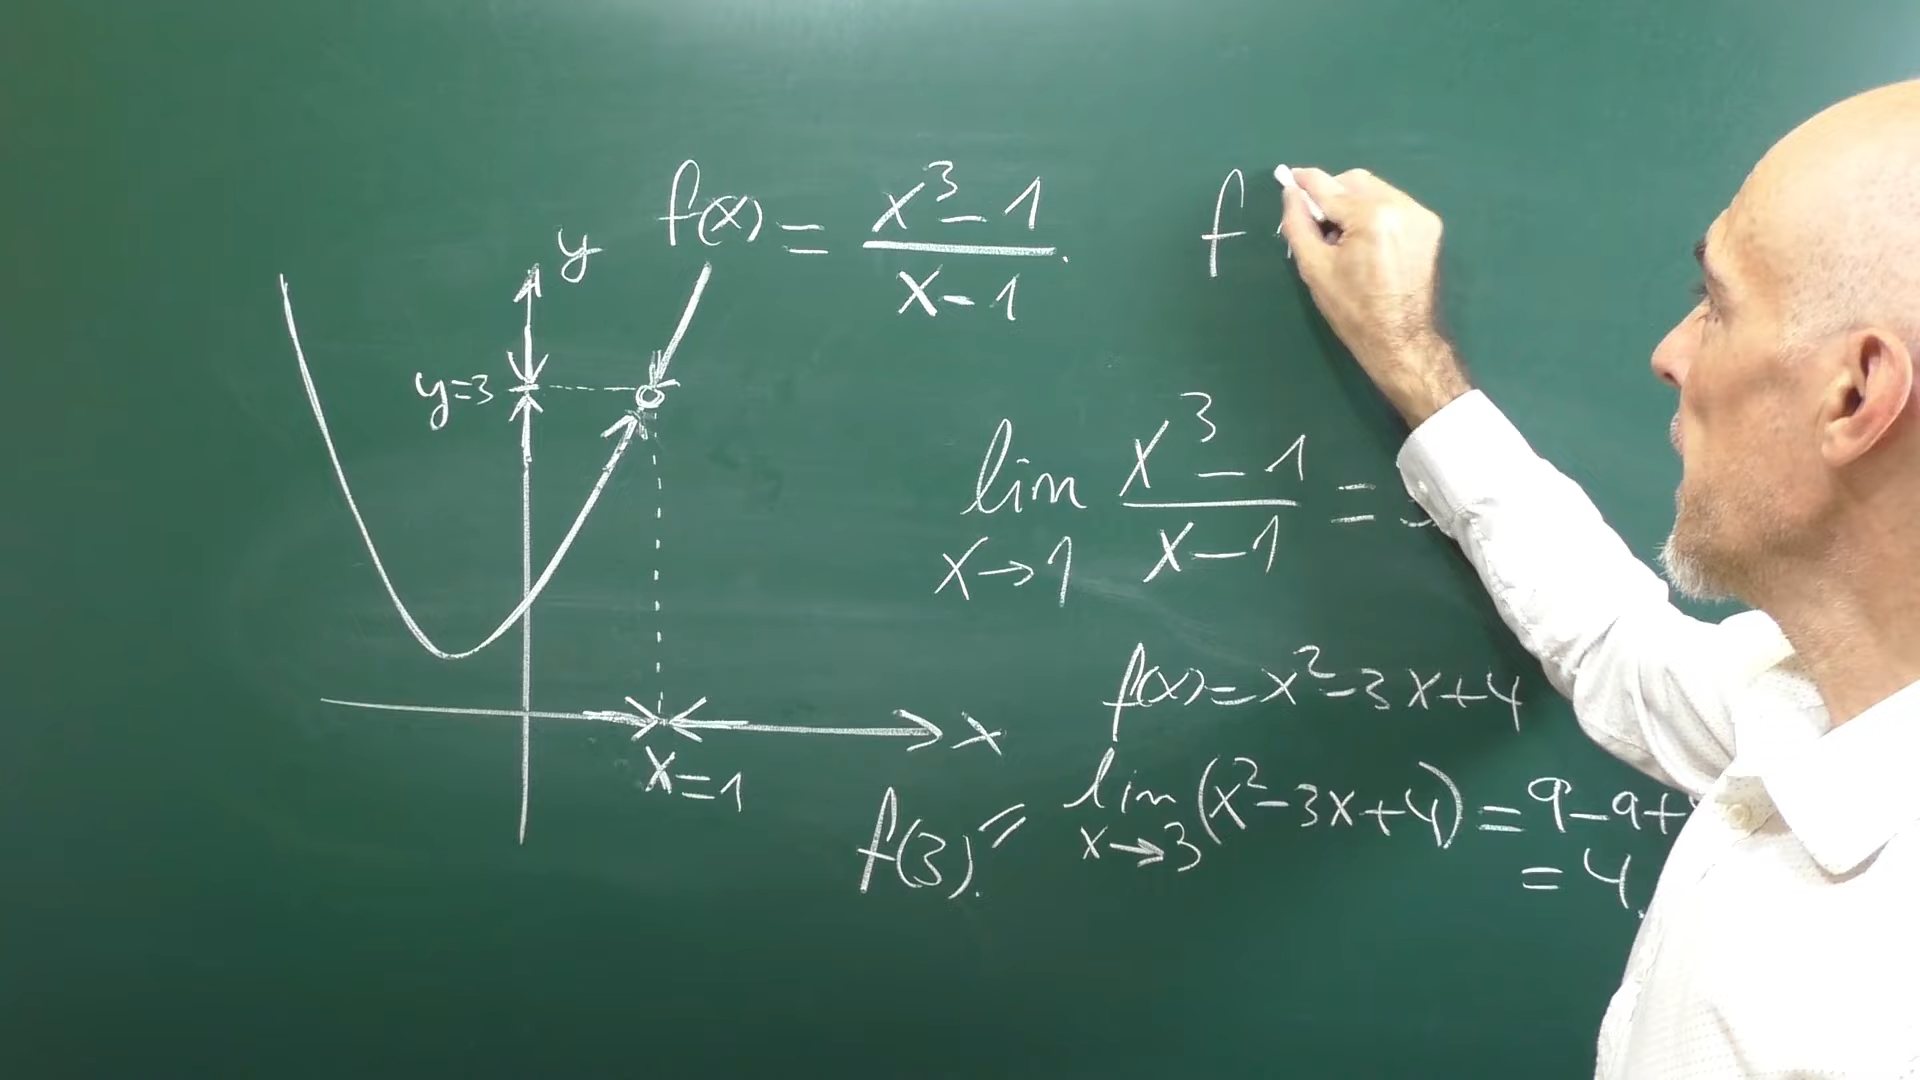 y
f(x) = x³ - 1 / x - 1.
f
y=3
lim x→1 x³ - 1 / x - 1 =
x
x=1
f(x) = x² - 3x + 4
f(3) = lim x→3 (x² - 3x + 4) = 9 - 9 +
= 4.